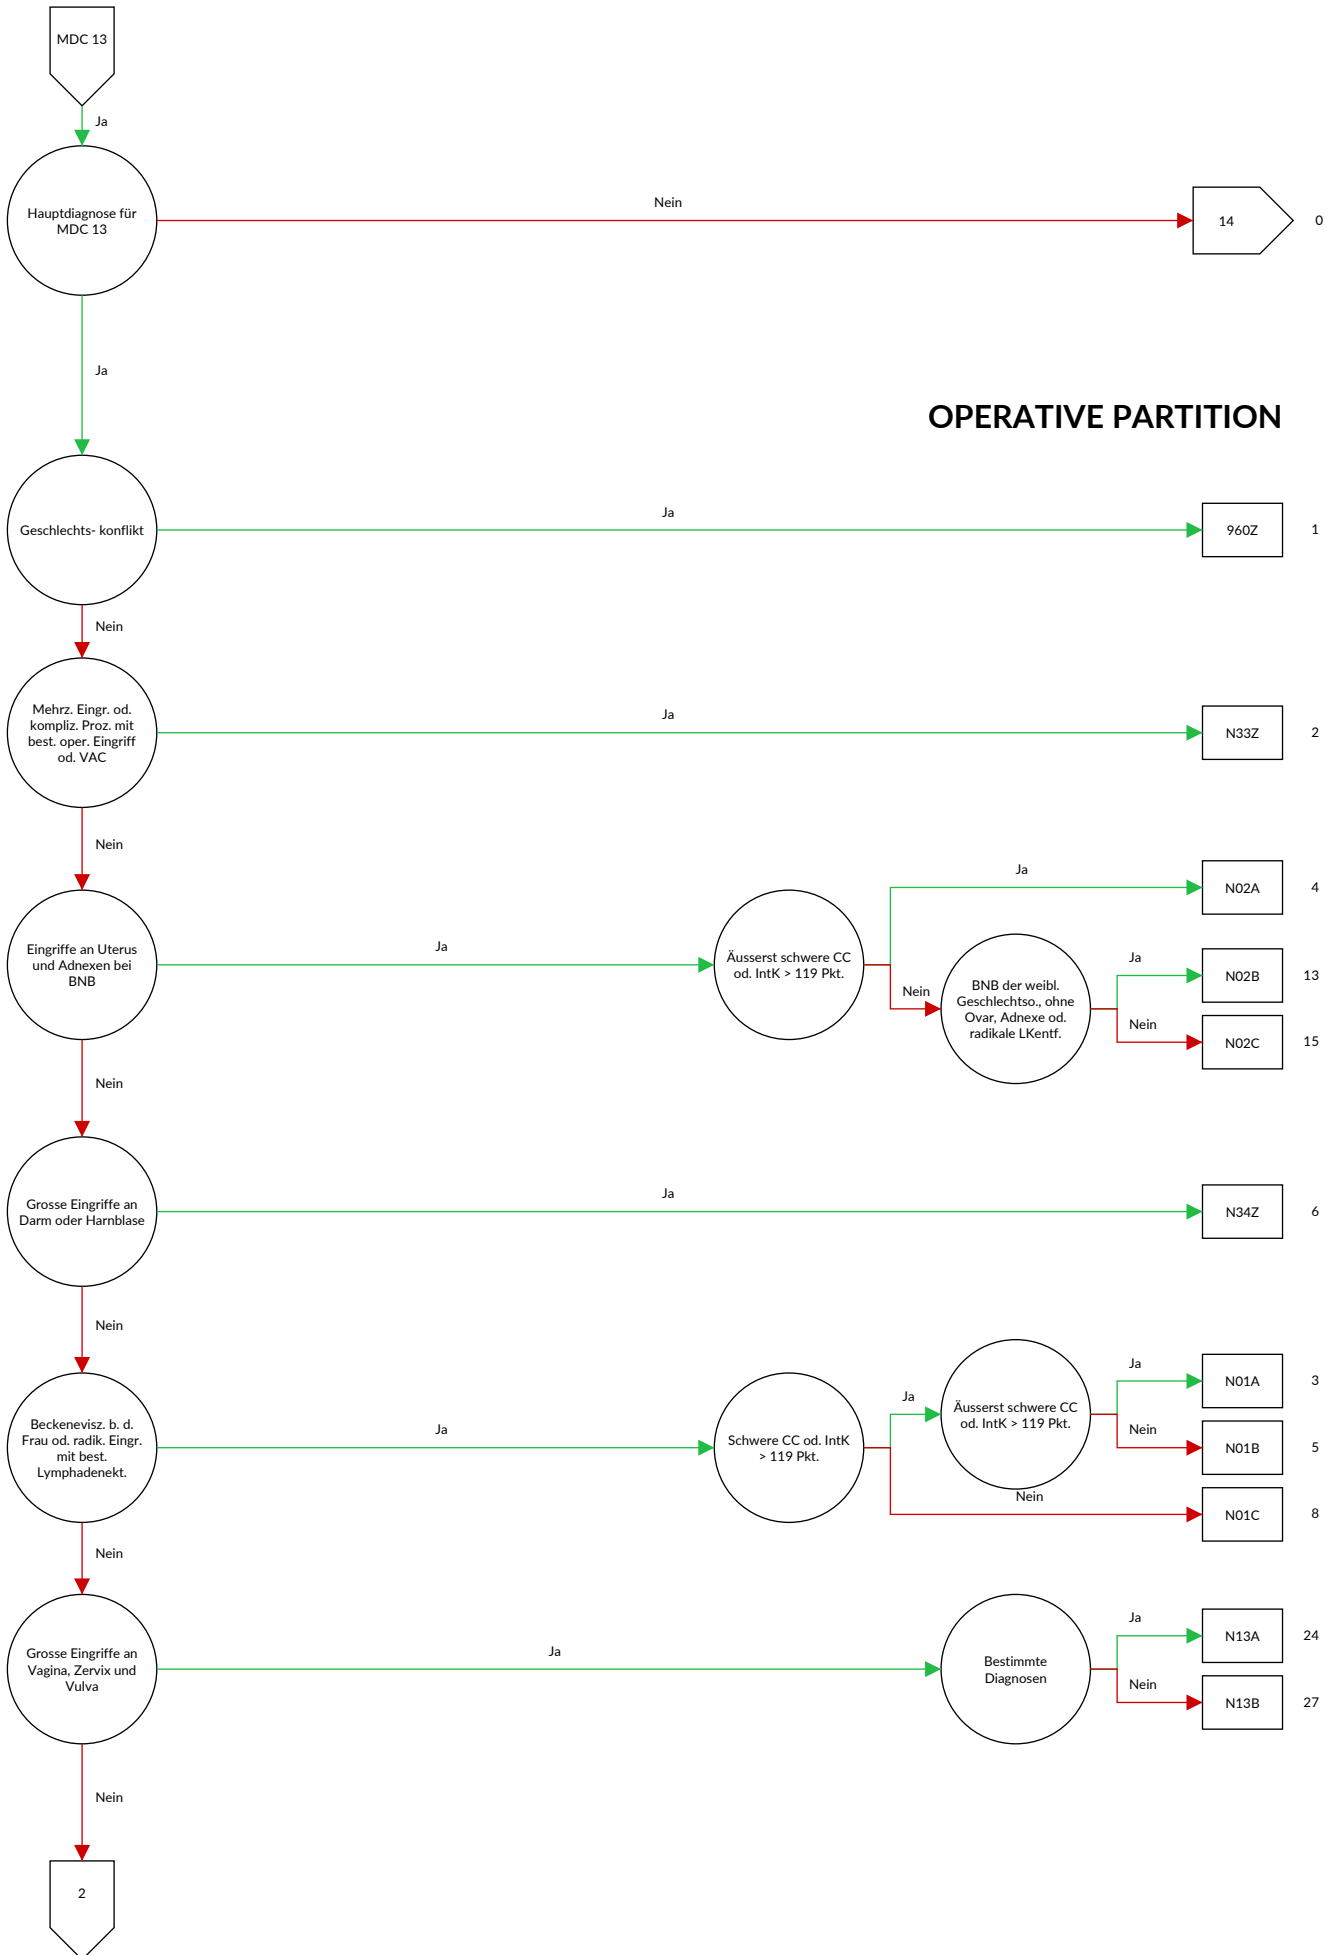 MDC 13
Ja
Hauptdiagnose für
MDC 13
Nein
14
0
Ja
OPERATIVE PARTITION
Geschlechts- konflikt
Ja
960Z
1
Nein
Mehrz. Eingr. od.
kompliz. Proz. mit
best. oper. Eingriff
od. VAC
Ja
N33Z
2
Nein
Eingriffe an Uterus
und Adnexen bei
BNB
Ja
Äusserst schwere CC
od. IntK > 119 Pkt.
Ja
N02A
4
Nein
BNB der weibl.
Geschlechtso., ohne
Ovar, Adnexe od.
radikale LKentf.
Ja
N02B
13
Nein
N02C
15
Nein
Grosse Eingriffe an
Darm oder Harnblase
Ja
N34Z
6
Nein
Beckenevisz. b. d.
Frau od. radik. Eingr.
mit best.
Lymphadenekt.
Ja
Schwere CC od. IntK
> 119 Pkt.
Ja
Äusserst schwere CC
od. IntK > 119 Pkt.
Ja
N01A
3
Nein
N01B
5
Nein
N01C
8
Nein
Grosse Eingriffe an
Vagina, Zervix und
Vulva
Ja
Bestimmte
Diagnosen
Ja
N13A
24
Nein
N13B
27
Nein
2